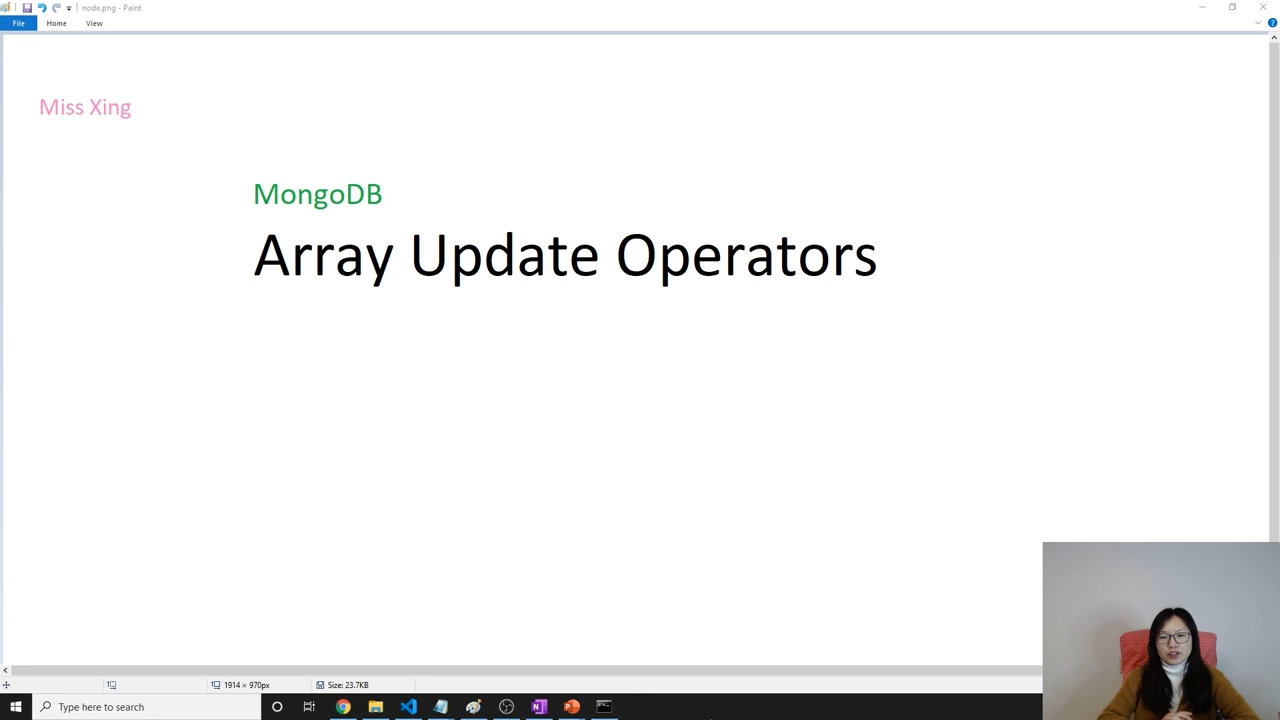 node.png - Paint
File Home View
Miss Xing
MongoDB
Array Update Operators
1914 × 970px
Size: 23.7KB
Type here to search